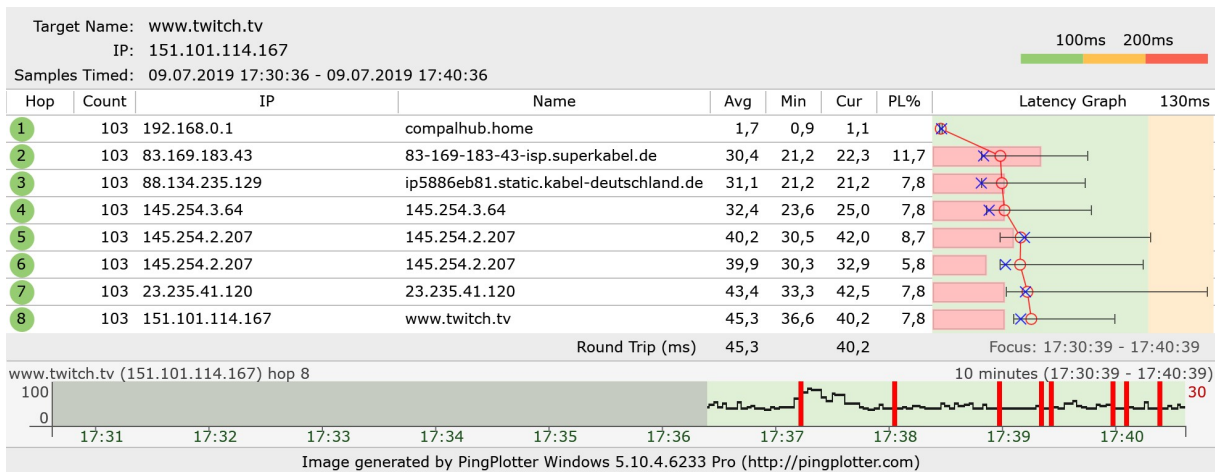 Target Name: www.twitch.tv
IP: 151.101.114.167
100ms 200ms
Samples Timed: 09.07.2019 17:30:36 - 09.07.2019 17:40:36
Hop Count IP Name Avg Min Cur PL% Latency Graph 130ms
1 103 192.168.0.1 compalhub.home 1,7 0,9 1,1
2 103 83.169.183.43 83-169-183-43-isp.superkabel.de 30,4 21,2 22,3 11,7
3 103 88.134.235.129 ip5886eb81.static.kabel-deutschland.de 31,1 21,2 21,2 7,8
4 103 145.254.3.64 145.254.3.64 32,4 23,6 25,0 7,8
5 103 145.254.2.207 145.254.2.207 40,2 30,5 42,0 8,7
6 103 145.254.2.207 145.254.2.207 39,9 30,3 32,9 5,8
7 103 23.235.41.120 23.235.41.120 43,4 33,3 42,5 7,8
8 103 151.101.114.167 www.twitch.tv 45,3 36,6 40,2 7,8
Round Trip (ms) 45,3 40,2 Focus: 17:30:39 - 17:40:39
www.twitch.tv (151.101.114.167) hop 8 10 minutes (17:30:39 - 17:40:39)
100 30
0
17:31 17:32 17:33 17:34 17:35 17:36 17:37 17:38 17:39 17:40
Image generated by PingPlotter Windows 5.10.4.6233 Pro (http://pingplotter.com)